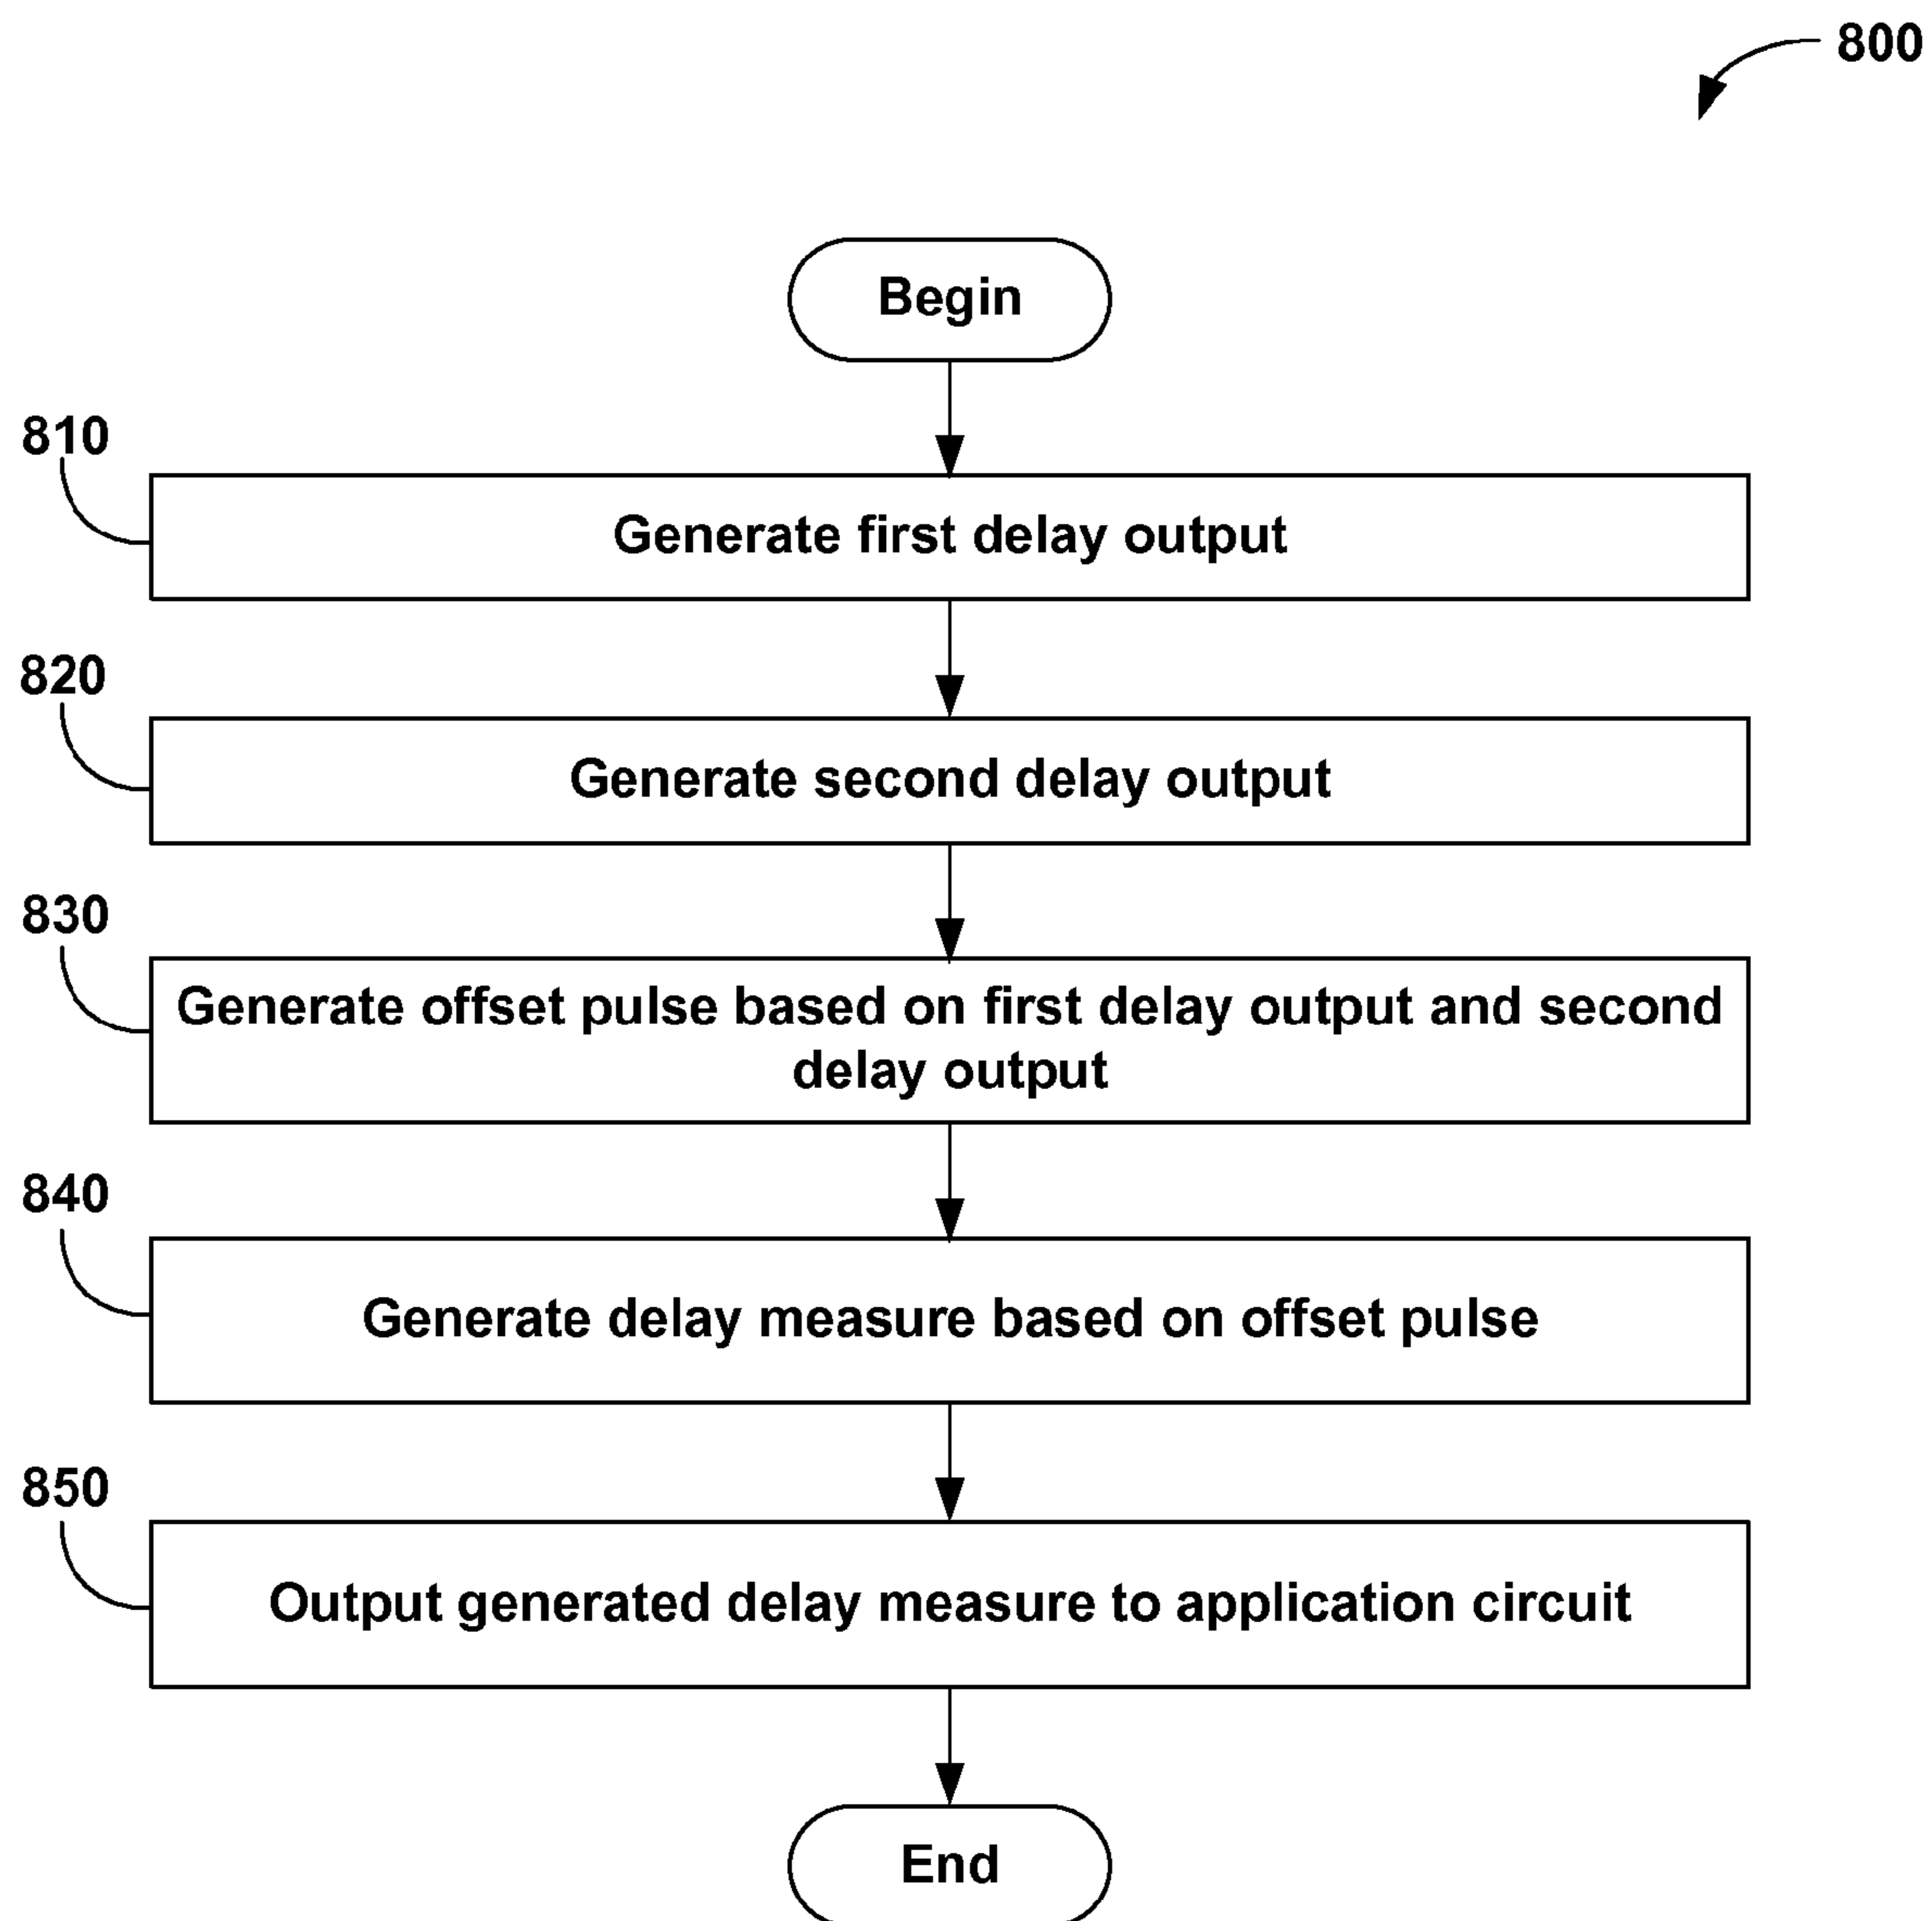 800
Begin
810
Generate first delay output
820
Generate second delay output
830
Generate offset pulse based on first delay output and second
delay output
840
Generate delay measure based on offset pulse
850
Output generated delay measure to application circuit
End